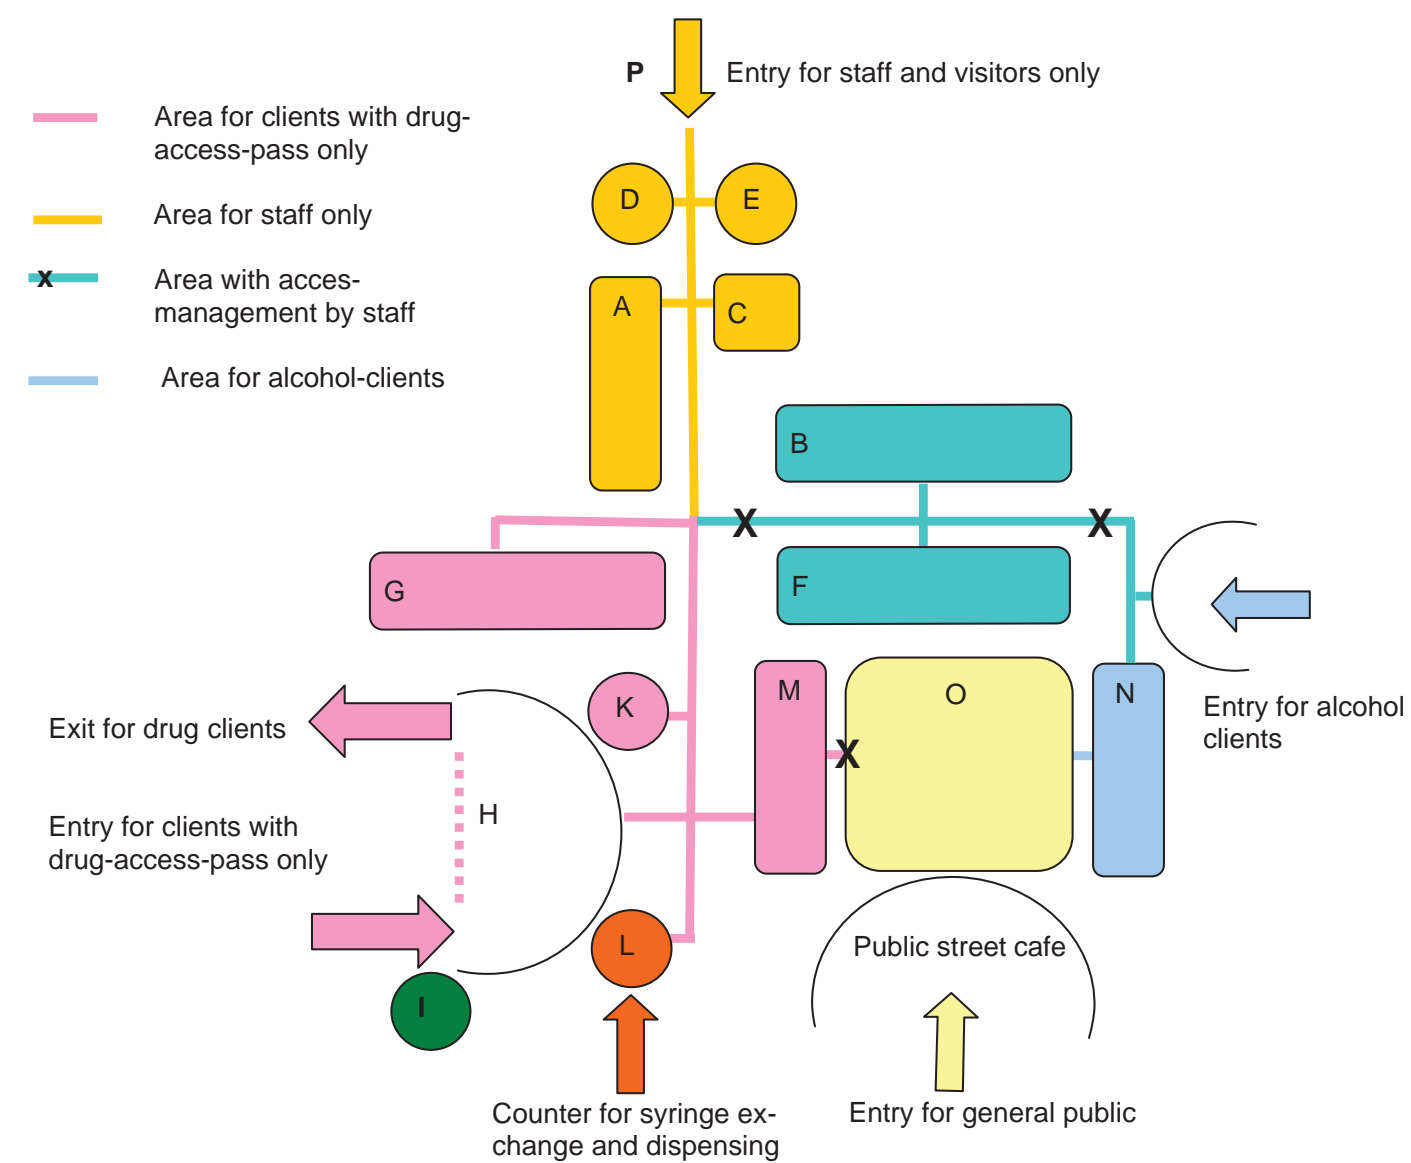 P
Entry for staff and visitors only
Area for clients with drug-
access-pass only
Area for staff only
X
Area with acces-
management by staff
Area for alcohol-clients
D
E
A
C
B
X
X
F
G
M
O
N
K
Entry for alcohol
clients
Exit for drug clients
X
H
Entry for clients with
drug-access-pass only
L
Public street cafe
I
Counter for syringe ex-
change and dispensing
Entry for general public